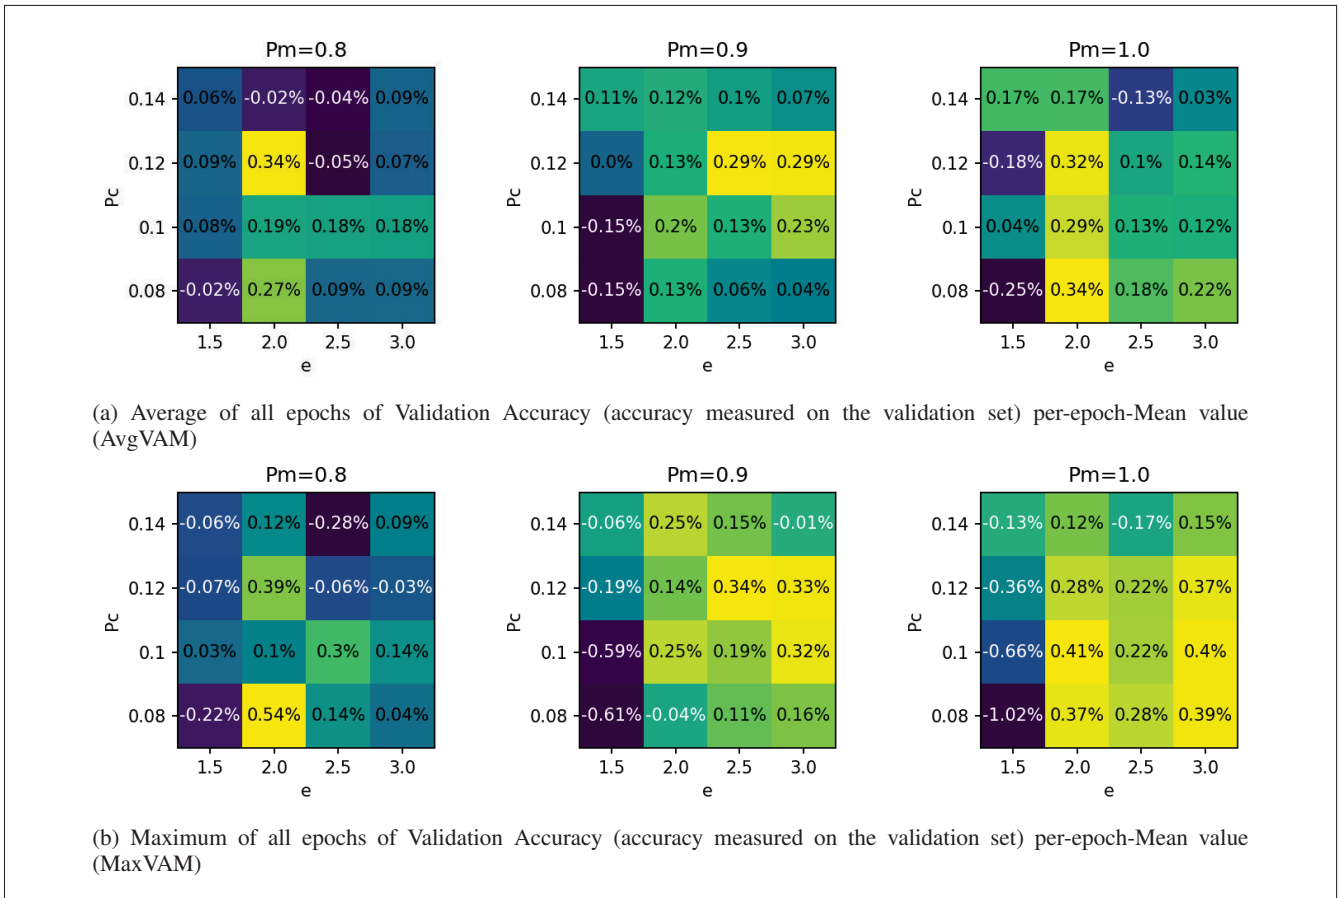 Pm=0.8 Pm=0.9 Pm=1.0
0.14 0.06% -0.02% -0.04% 0.09% 0.14 0.11% 0.12% 0.1% 0.07% 0.14 0.17% 0.17% -0.13% 0.03%
0.12 0.09% 0.34% -0.05% 0.07% 0.12 0.0% 0.13% 0.29% 0.29% 0.12 -0.18% 0.32% 0.1% 0.14%
Pc Pc Pc
0.1 0.08% 0.19% 0.18% 0.18% 0.1 -0.15% 0.2% 0.13% 0.23% 0.1 0.04% 0.29% 0.13% 0.12%
0.08 -0.02% 0.27% 0.09% 0.09% 0.08 -0.15% 0.13% 0.06% 0.04% 0.08 -0.25% 0.34% 0.18% 0.22%
1.5 2.0 2.5 3.0 1.5 2.0 2.5 3.0 1.5 2.0 2.5 3.0
e e e
(a) Average of all epochs of Validation Accuracy (accuracy measured on the validation set) per-epoch-Mean value
(AvgVAM)
Pm=0.8 Pm=0.9 Pm=1.0
0.14 -0.06% 0.12% -0.28% 0.09% 0.14 -0.06% 0.25% 0.15% -0.01% 0.14 -0.13% 0.12% -0.17% 0.15%
0.12 -0.07% 0.39% -0.06% -0.03% 0.12 -0.19% 0.14% 0.34% 0.33% 0.12 -0.36% 0.28% 0.22% 0.37%
Pc Pc Pc
0.1 0.03% 0.1% 0.3% 0.14% 0.1 -0.59% 0.25% 0.19% 0.32% 0.1 -0.66% 0.41% 0.22% 0.4%
0.08 -0.22% 0.54% 0.14% 0.04% 0.08 -0.61% -0.04% 0.11% 0.16% 0.08 -1.02% 0.37% 0.28% 0.39%
1.5 2.0 2.5 3.0 1.5 2.0 2.5 3.0 1.5 2.0 2.5 3.0
e e e
(b) Maximum of all epochs of Validation Accuracy (accuracy measured on the validation set) per-epoch-Mean value
(MaxVAM)